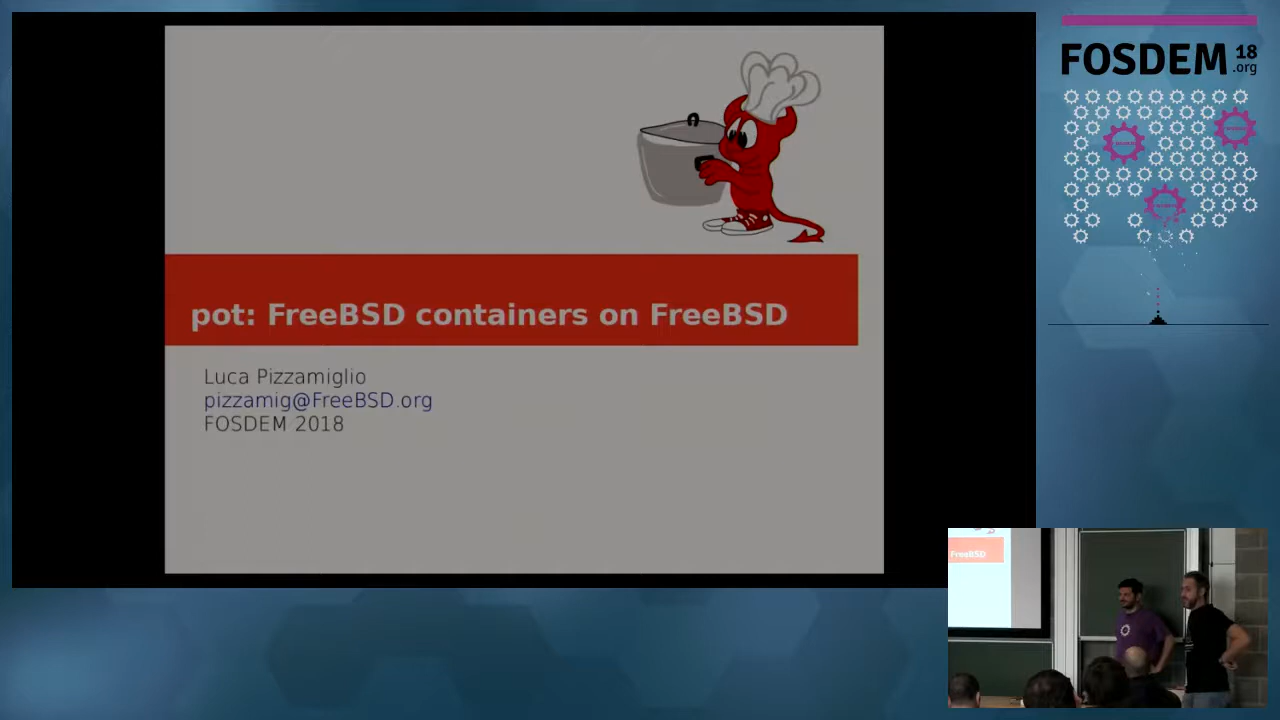 pot: FreeBSD containers on FreeBSD
Luca Pizzamiglio
pizzamig@FreeBSD.org
FOSDEM 2018
FOSDEM 18
.org
FreeBSD